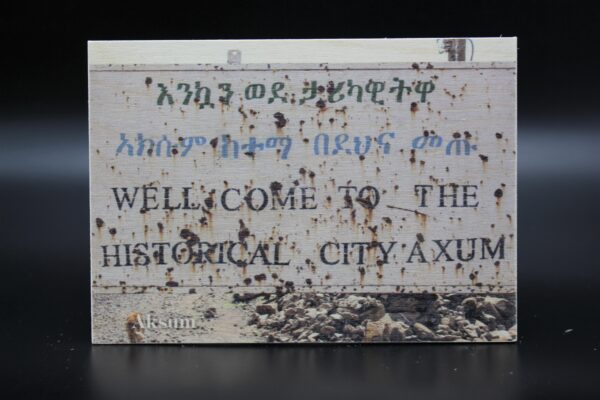 እንኳን ወደ ታሪካዊትዋ
አክሱም ከተማ በደህና መጡ
WELL COME TO THE
HISTORICAL CITY AXUM
Aksum